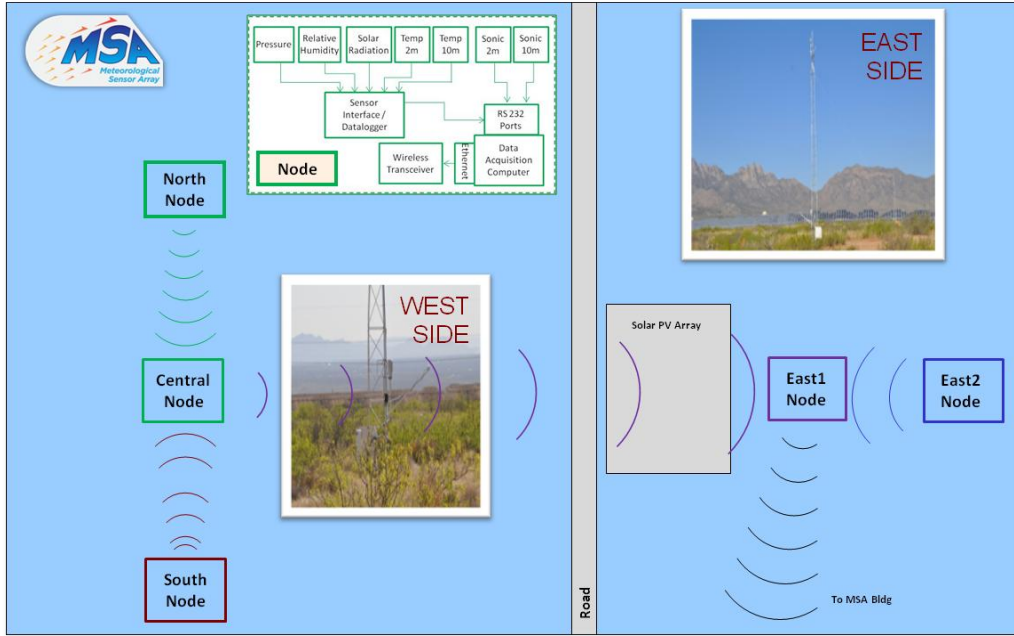 MSA
Meteorological
Sensor Array
Pressure
Relative
Humidity
Solar
Radiation
Temp
2m
Temp
10m
Sonic
2m
Sonic
10m
Sensor
Interface /
Datalogger
RS 232
Ports
Wireless
Transceiver
Ethernet
Data
Acquisition
Computer
Node
EAST
SIDE
North
Node
WEST
SIDE
Solar PV Array
Central
Node
East1
Node
East2
Node
South
Node
Road
To MSA Bldg